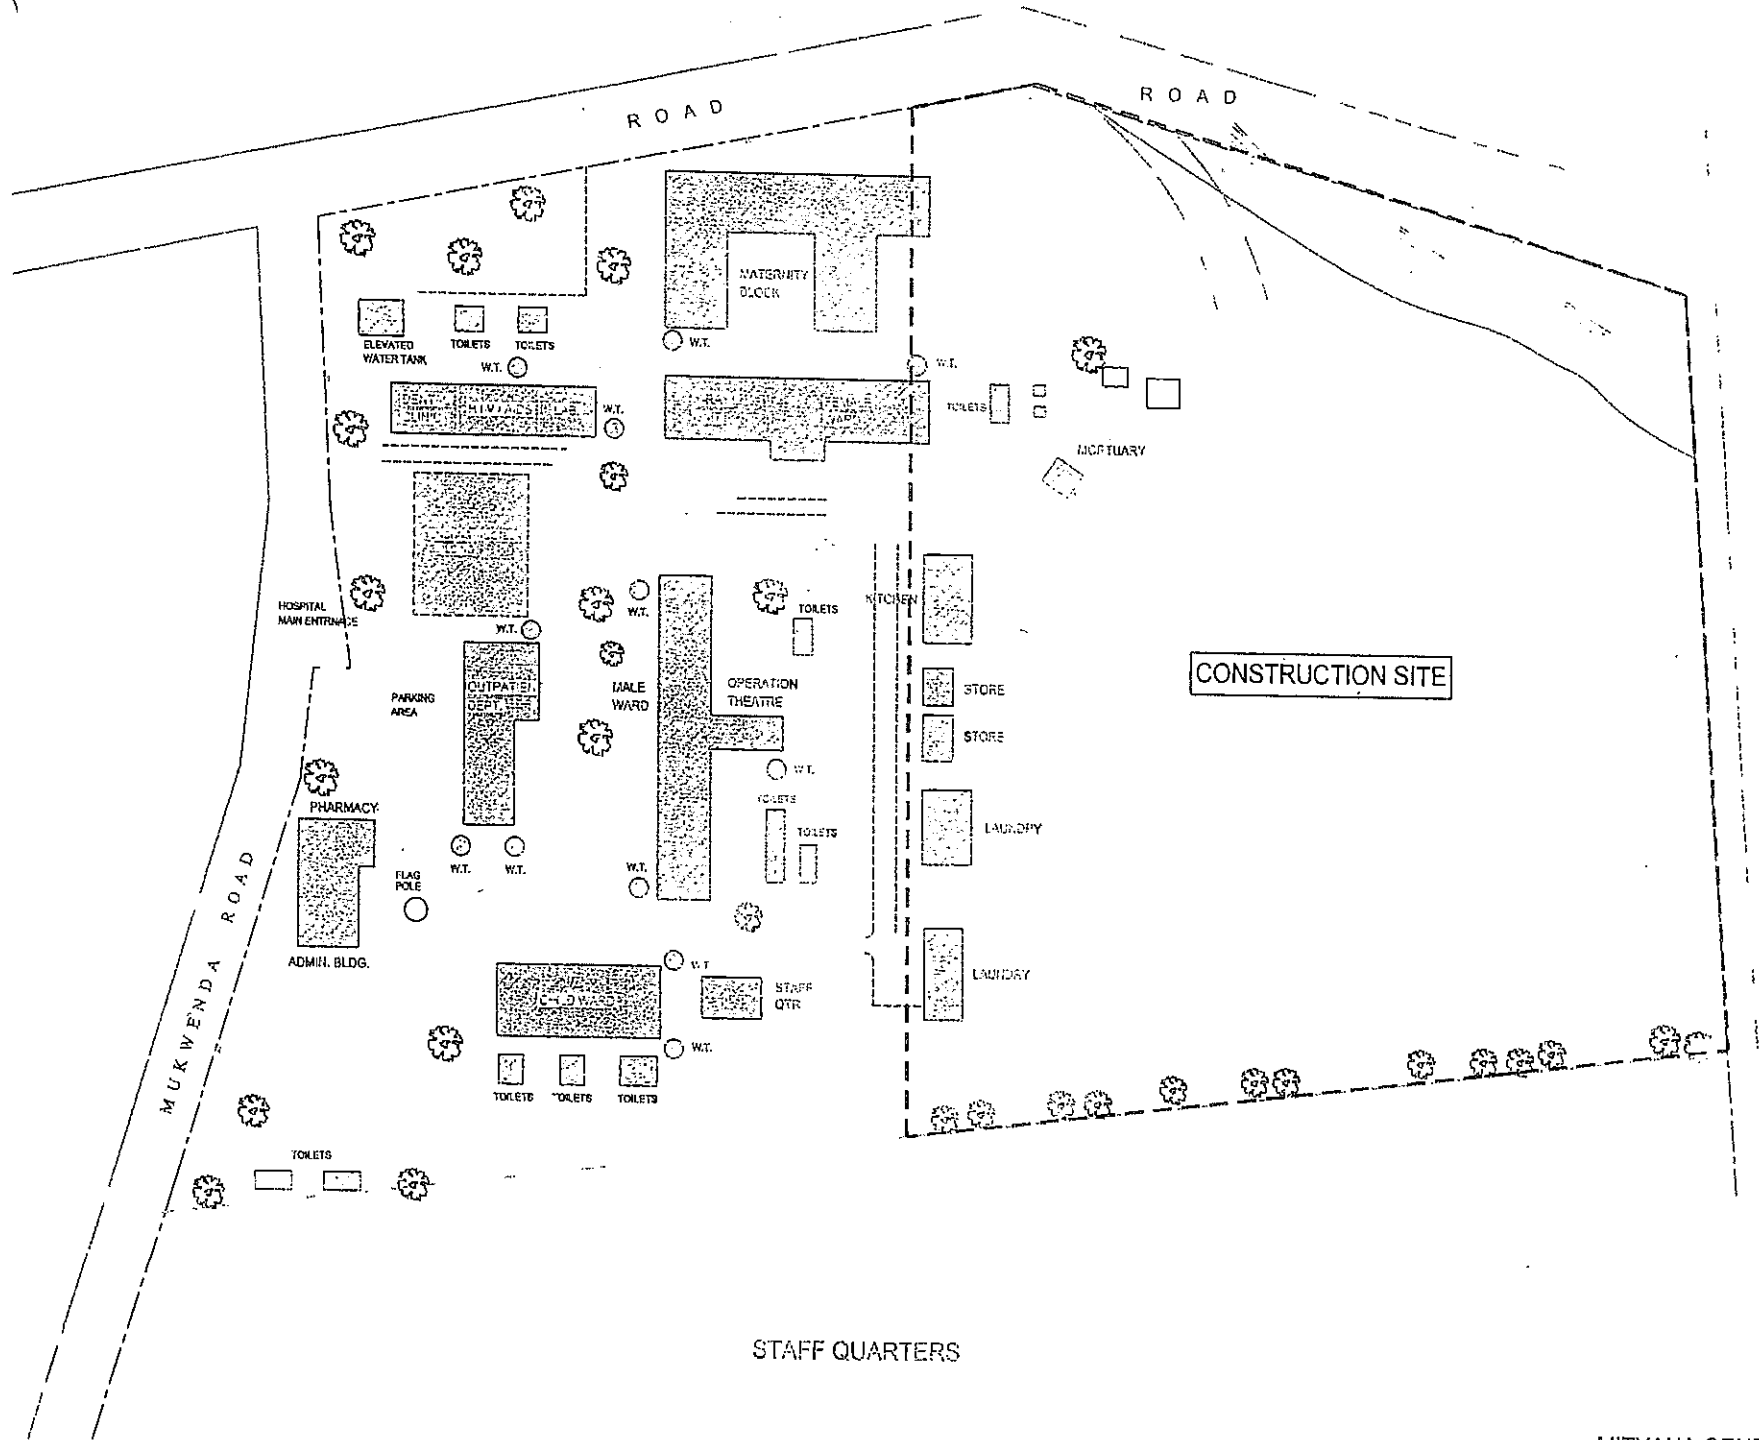 ROAD
ROAD
MATERNITY
BLOCK
ELEVATED
WATER TANK
TOILETS
TOILETS
W.T.
W.T.
W.T.
W.T.
TOILETS
MORTUARY
HOSPITAL
MAIN ENTRNACE
W.T.
W.T.
TOILETS
KITCHEN
CONSTRUCTION SITE
PARKING
AREA
OUTPATIEN
DEPT.
MALE
WARD
OPERATION
THEATRE
STORE
STORE
W.T.
PHARMACY
TOILETS
TOILETS
LAUNDRY
W.T.
W.T.
W.T.
FLAG
POLE
MUKWENDA ROAD
ADMIN. BLDG.
W.T.
CHILD WARD
STAFF
QTR
LAUNDRY
W.T.
TOILETS
TOILETS
TOILETS
TOILETS
STAFF QUARTERS